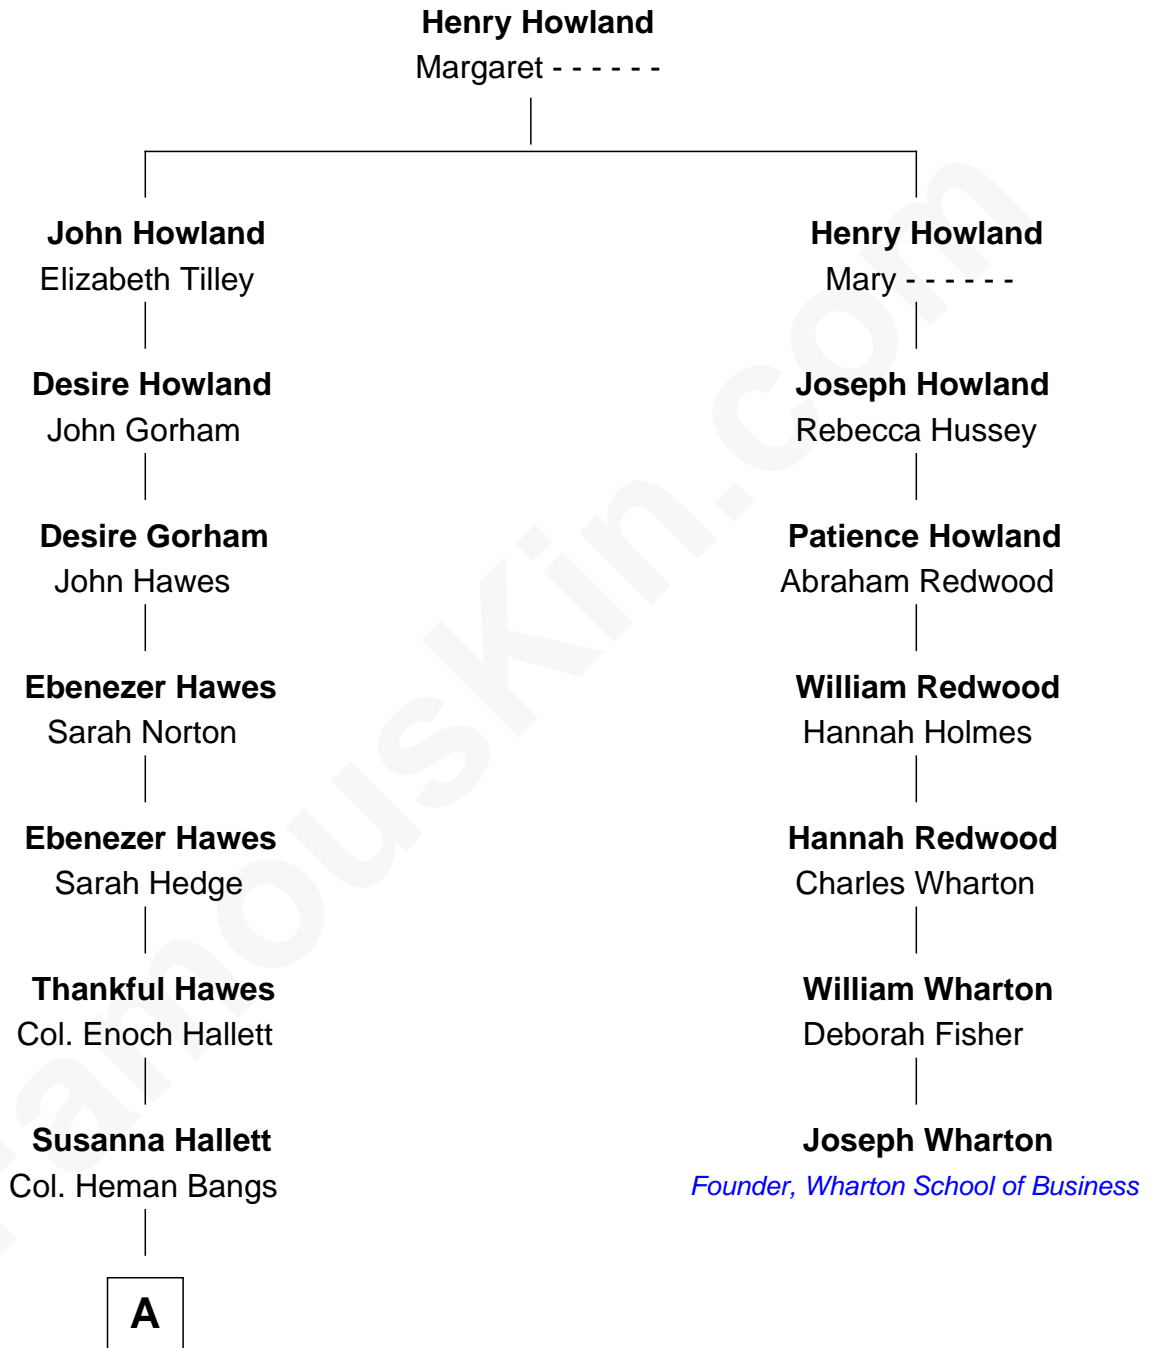 Henry Howland
Margaret - - - - - -
John Howland
Elizabeth Tilley
Henry Howland
Mary - - - - - -
Desire Howland
John Gorham
Joseph Howland
Rebecca Hussey
Desire Gorham
John Hawes
Patience Howland
Abraham Redwood
Ebenezer Hawes
Sarah Norton
William Redwood
Hannah Holmes
Ebenezer Hawes
Sarah Hedge
Hannah Redwood
Charles Wharton
Thankful Hawes
Col. Enoch Hallett
William Wharton
Deborah Fisher
Susanna Hallett
Col. Heman Bangs
Joseph Wharton
Founder, Wharton School of Business
A
FamousKin.com